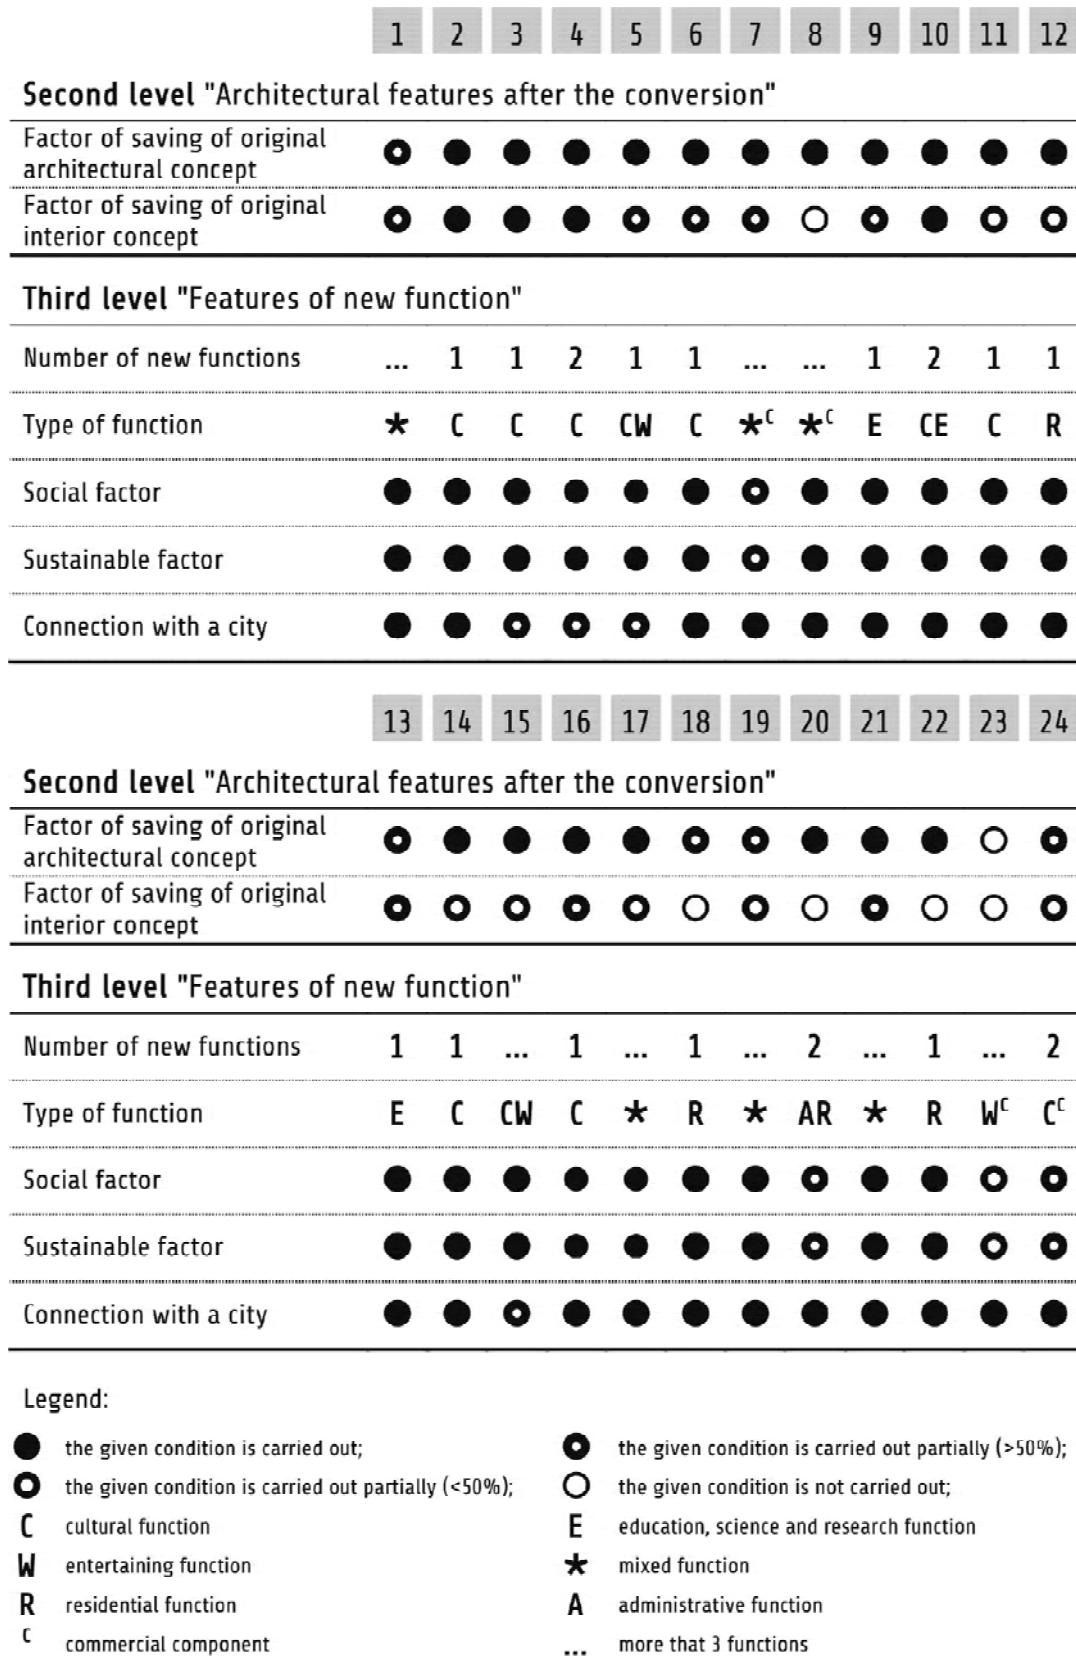 1 2 3 4 5 6 7 8 9 10 11 12
Second level "Architectural features after the conversion"
Factor of saving of original
architectural concept
Factor of saving of original
interior concept
Third level "Features of new function"
Number of new functions ... 1 1 2 1 1 ... ... 1 2 1 1
Type of function * C C C CW C *ᶜ *ᶜ E CE C R
Social factor
Sustainable factor
Connection with a city
13 14 15 16 17 18 19 20 21 22 23 24
Second level "Architectural features after the conversion"
Factor of saving of original
architectural concept
Factor of saving of original
interior concept
Third level "Features of new function"
Number of new functions 1 1 ... 1 ... 1 ... 2 ... 1 ... 2
Type of function E C CW C * R * AR * R Wᶜ Cᶜ
Social factor
Sustainable factor
Connection with a city
Legend:
the given condition is carried out; the given condition is carried out partially (>50%);
the given condition is carried out partially (<50%); the given condition is not carried out;
C cultural function E education, science and research function
W entertaining function * mixed function
R residential function A administrative function
ᶜ commercial component ... more that 3 functions